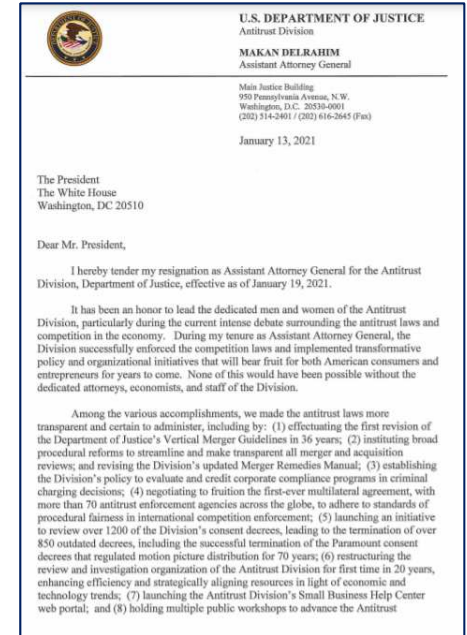 U.S. DEPARTMENT OF JUSTICE
Antitrust Division
MAKAN DELRAHIM
Assistant Attorney General
Main Justice Building
950 Pennsylvania Avenue, N.W.
Washington, D.C. 20530-0001
(202) 514-2401 / (202) 616-2645 (Fax)
January 13, 2021
The President
The White House
Washington, DC 20510
Dear Mr. President,
I hereby tender my resignation as Assistant Attorney General for the Antitrust
Division, Department of Justice, effective as of January 19, 2021.
It has been an honor to lead the dedicated men and women of the Antitrust
Division, particularly during the current intense debate surrounding the antitrust laws and
competition in the economy. During my tenure as Assistant Attorney General, the
Division successfully enforced the competition laws and implemented transformative
policy and organizational initiatives that will bear fruit for both American consumers and
entrepreneurs for years to come. None of this would have been possible without the
dedicated attorneys, economists, and staff of the Division.
Among the various accomplishments, we made the antitrust laws more
transparent and certain to administer, including by: (1) effectuating the first revision of
the Department of Justice's Vertical Merger Guidelines in 36 years; (2) instituting broad
procedural reforms to streamline and make transparent all merger and acquisition
reviews; and revising the Division's updated Merger Remedies Manual; (3) establishing
the Division's policy to evaluate and credit corporate compliance programs in criminal
charging decisions; (4) negotiating to fruition the first-ever multilateral agreement, with
more than 70 antitrust enforcement agencies across the globe, to adhere to standards of
procedural fairness in international competition enforcement; (5) launching an initiative
to review over 1200 of the Division's consent decrees, leading to the termination of over
850 outdated decrees, including the successful termination of the Paramount consent
decrees that regulated motion picture distribution for 70 years; (6) restructuring the
review and investigation organization of the Antitrust Division for first time in 20 years,
enhancing efficiency and strategically aligning resources in light of economic and
technology trends; (7) launching the Antitrust Division's Small Business Help Center
web portal; and (8) holding multiple public workshops to advance the Antitrust